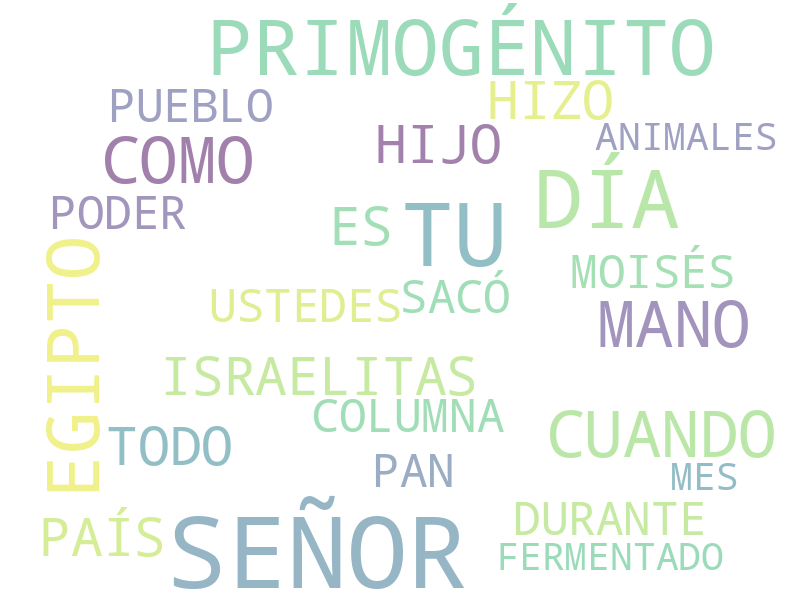 PRIMOGÉNITO
HIZO
PUEBLO
HIJO
ANIMALES
COMO
DÍA
PODER
ES
TU
MOISÉS
USTEDES
SACÓ
MANO
EGIPTO
ISRAELITAS
COLUMNA
CUANDO
TODO
PAN
MES
PAÍS
SEÑOR
DURANTE
FERMENTADO